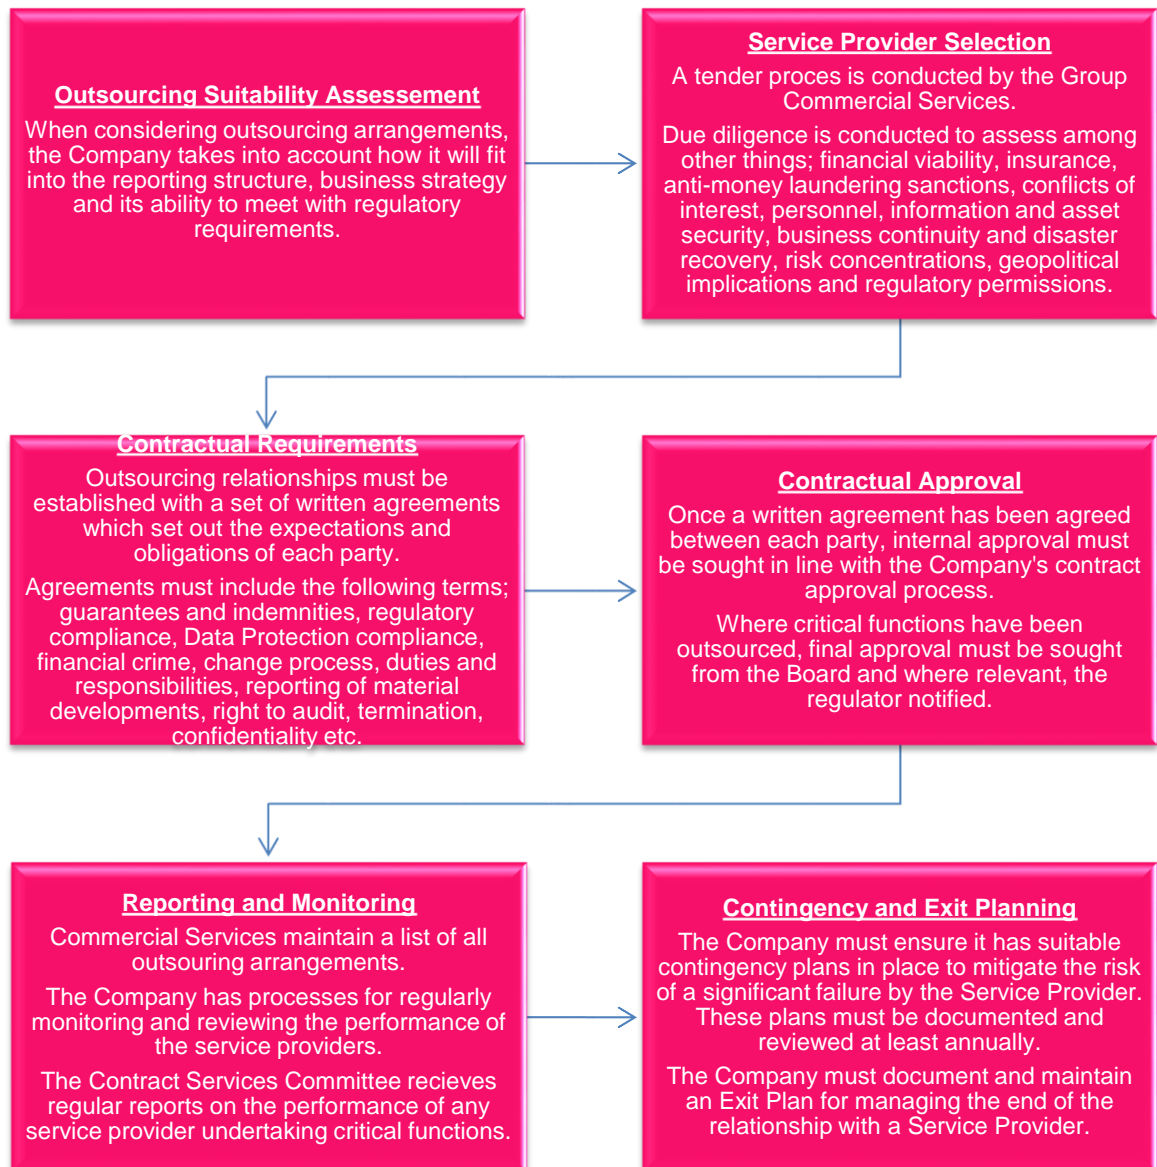 Outsourcing Suitability Assessement
When considering outsourcing arrangements,
the Company takes into account how it will fit
into the reporting structure, business strategy
and its ability to meet with regulatory
requirements.
Service Provider Selection
A tender proces is conducted by the Group
Commercial Services.
Due diligence is conducted to assess among
other things; financial viability, insurance,
anti-money laundering sanctions, conflicts of
interest, personnel, information and asset
security, business continuity and disaster
recovery, risk concentrations, geopolitical
implications and regulatory permissions.
Contractual Requirements
Outsourcing relationships must be
established with a set of written agreements
which set out the expectations and
obligations of each party.
Agreements must include the following terms;
guarantees and indemnities, regulatory
compliance, Data Protection compliance,
financial crime, change process, duties and
responsibilities, reporting of material
developments, right to audit, termination,
confidentiality etc.
Contractual Approval
Once a written agreement has been agreed
between each party, internal approval must
be sought in line with the Company's contract
approval process.
Where critical functions have been
outsourced, final approval must be sought
from the Board and where relevant, the
regulator notified.
Reporting and Monitoring
Commercial Services maintain a list of all
outsouring arrangements.
The Company has processes for regularly
monitoring and reviewing the performance of
the service providers.
The Contract Services Committee recieves
regular reports on the performance of any
service provider undertaking critical functions.
Contingency and Exit Planning
The Company must ensure it has suitable
contingency plans in place to mitigate the risk
of a significant failure by the Service Provider.
These plans must be documented and
reviewed at least annually.
The Company must document and maintain
an Exit Plan for managing the end of the
relationship with a Service Provider.